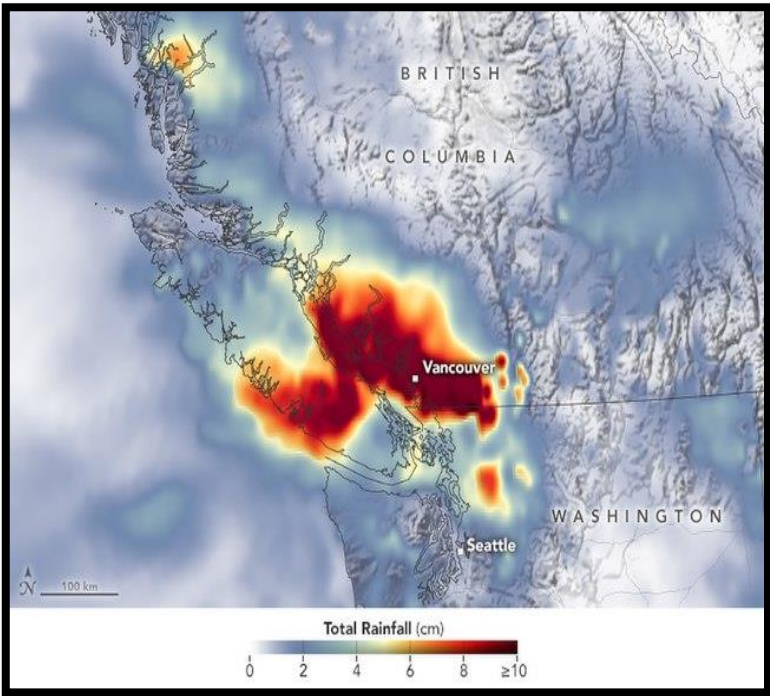 BRITISH
COLUMBIA
Vancouver
WASHINGTON
Seattle
N 100 km
Total Rainfall (cm)
0 2 4 6 8 ≥10